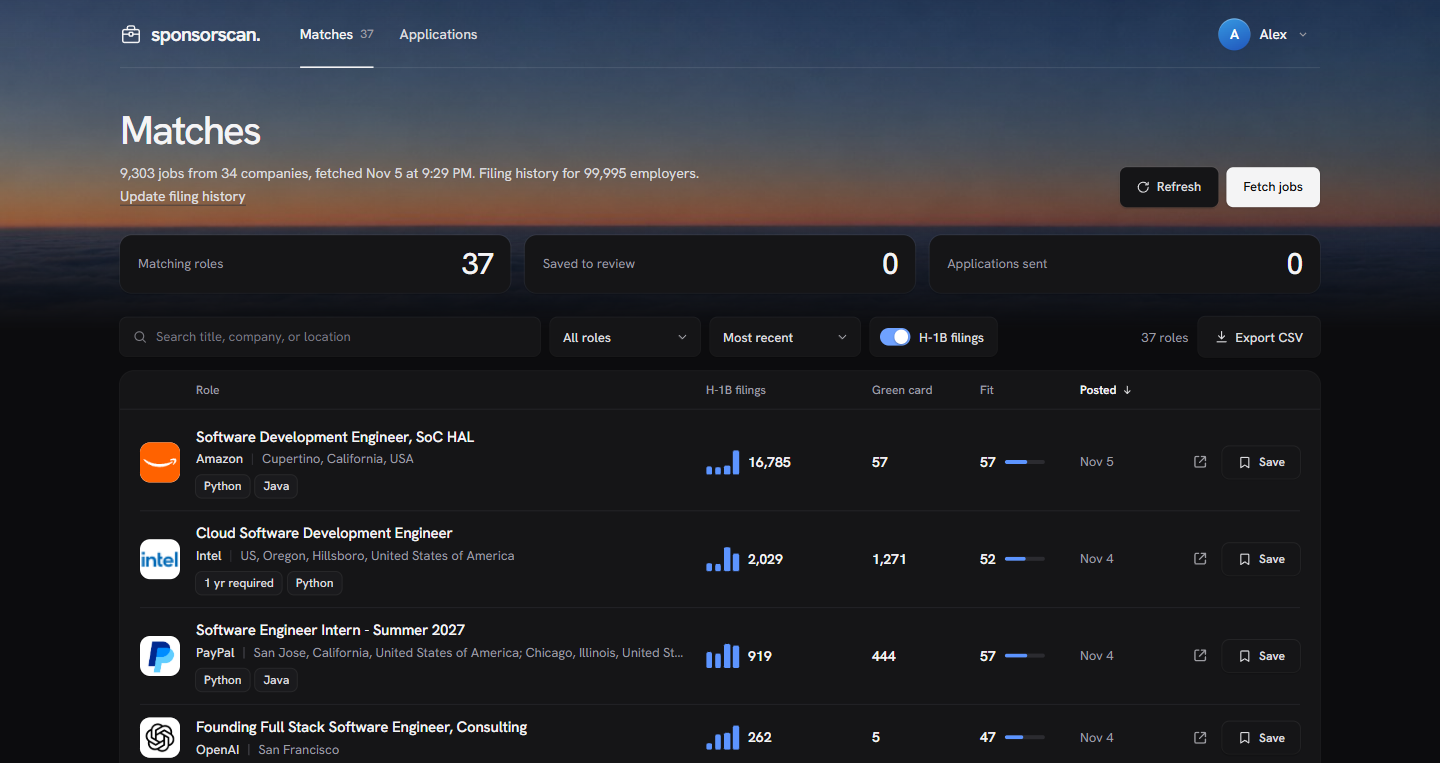 sponsorscan.
Matches 37
Applications
A
Alex
Matches
9,303 jobs from 34 companies, fetched Nov 5 at 9:29 PM. Filing history for 99,995 employers.
Update filing history
Refresh
Fetch jobs
Matching roles
37
Saved to review
0
Applications sent
0
Search title, company, or location
All roles
Most recent
H-1B filings
37 roles
Export CSV
Role
H-1B filings
Green card
Fit
Posted
Software Development Engineer, SoC HAL
Amazon
Cupertino, California, USA
Python
Java
16,785
57
57
Nov 5
Save
intel
Cloud Software Development Engineer
Intel
US, Oregon, Hillsboro, United States of America
1 yr required
Python
2,029
1,271
52
Nov 4
Save
Software Engineer Intern - Summer 2027
PayPal
San Jose, California, United States of America; Chicago, Illinois, United St...
Python
Java
919
444
57
Nov 4
Save
Founding Full Stack Software Engineer, Consulting
OpenAI
San Francisco
262
5
47
Nov 4
Save